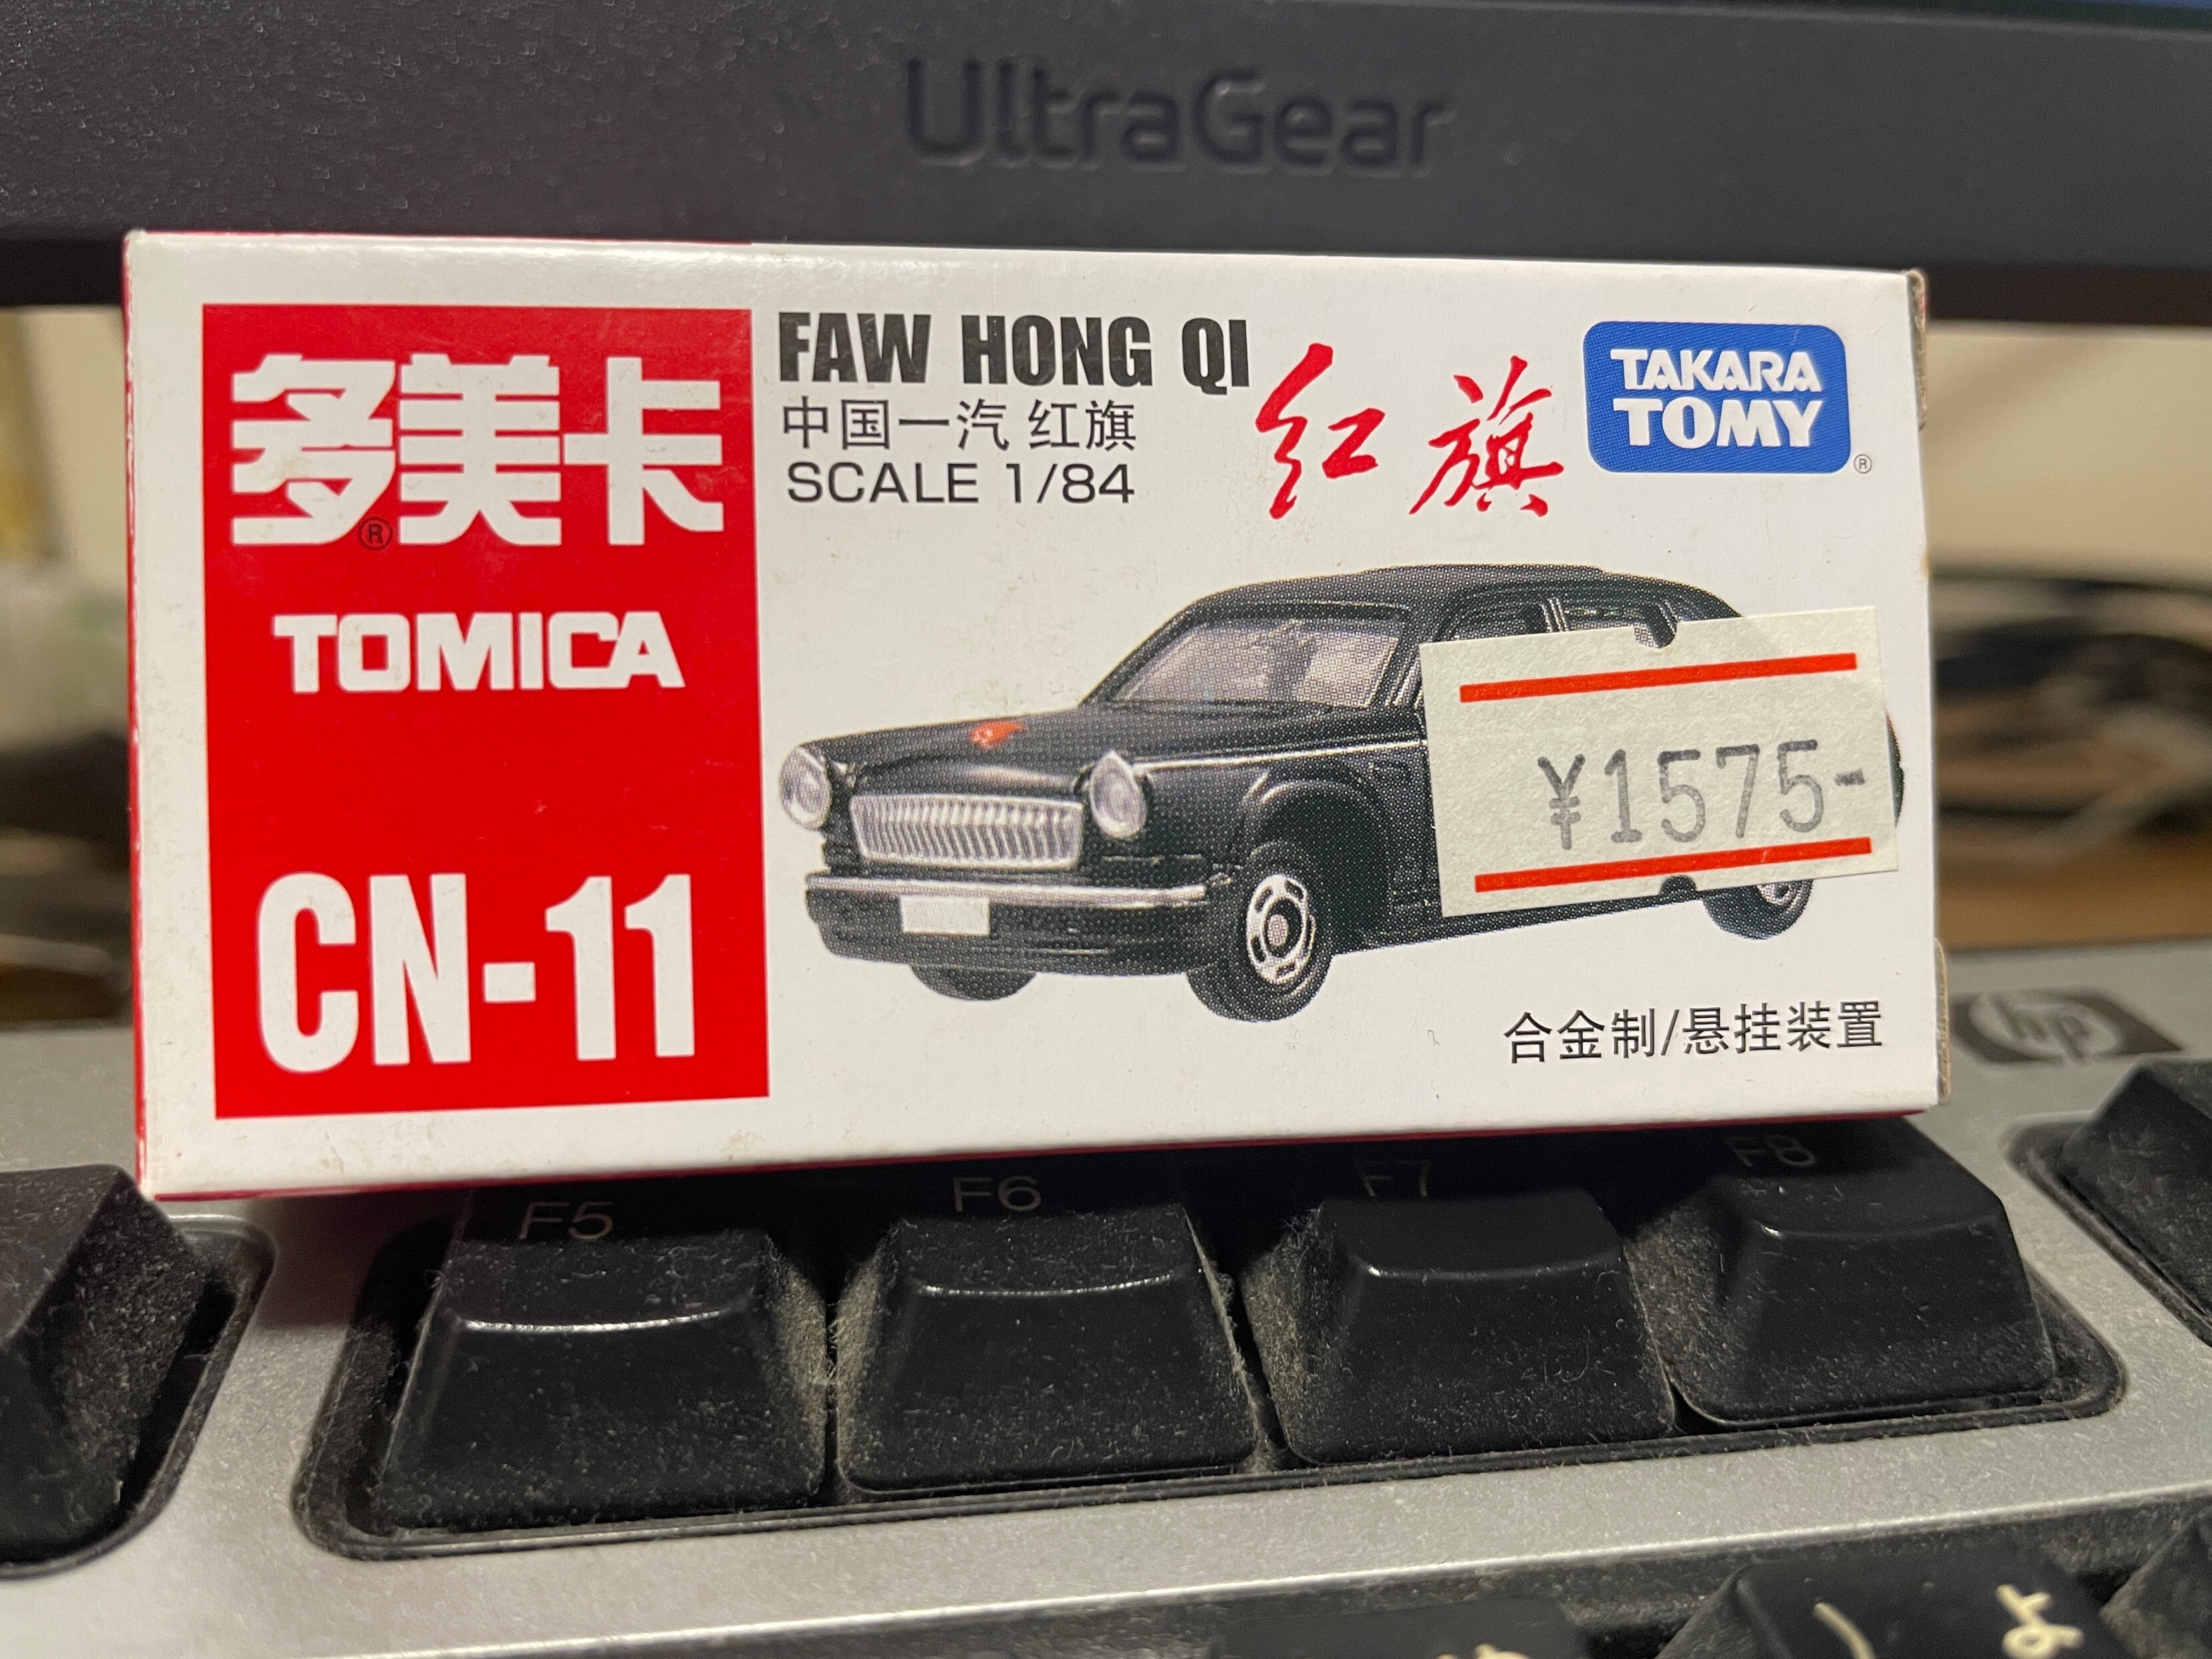 UltraGear
多美卡
®
TOMICA
CN-11
FAW HONG QI
中国一汽 红旗
SCALE 1/84
红旗
TAKARA
TOMY
®
¥1575-
合金制/悬挂装置
hp
F5
F6
F7
F8